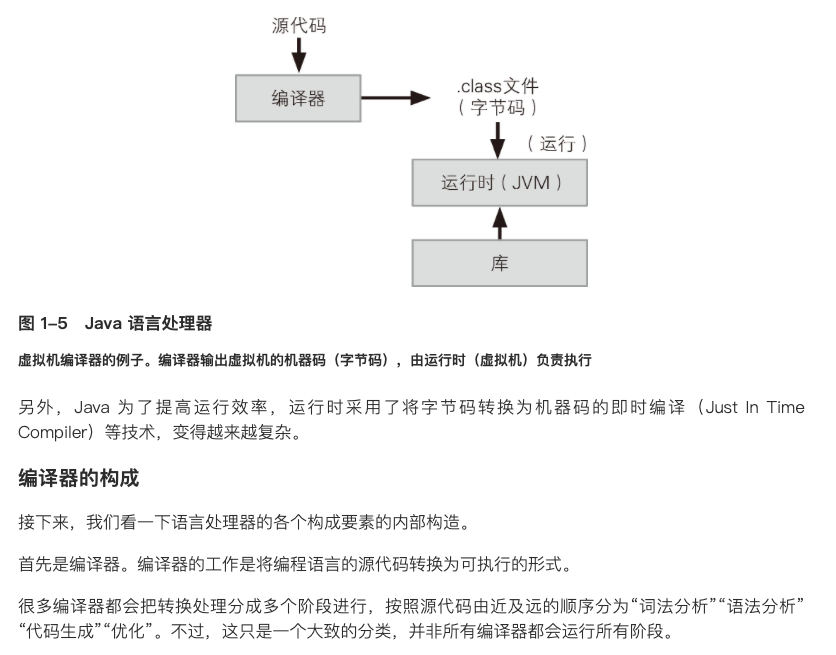 源代码
编译器
.class文件
（字节码）
（运行）
运行时（JVM）
库
图 1-5 Java 语言处理器
虚拟机编译器的例子。编译器输出虚拟机的机器码（字节码），由运行时（虚拟机）负责执行
另外，Java 为了提高运行效率，运行时采用了将字节码转换为机器码的即时编译（Just In Time
Compiler）等技术，变得越来越复杂。
编译器的构成
接下来，我们看一下语言处理器的各个构成要素的内部构造。
首先是编译器。编译器的工作是将编程语言的源代码转换为可执行的形式。
很多编译器都会把转换处理分成多个阶段进行，按照源代码由近及远的顺序分为“词法分析”“语法分析”
“代码生成”“优化”。不过，这只是一个大致的分类，并非所有编译器都会运行所有阶段。